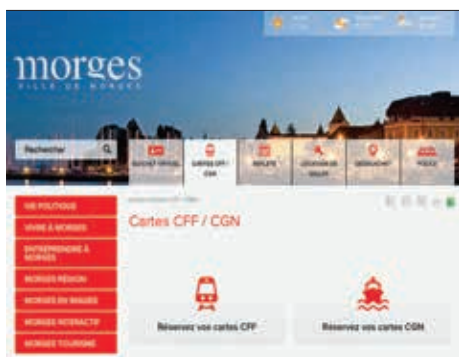 morges
VILLE DE MORGES
Rechercher
GUICHET VIRTUEL
CARTES CFF /
CGN
REFLETS
LOCATION DE
SALLES
GEOGUICHET
POLICE
VIE POLITIQUE
VIVRE À MORGES
ENTREPRENDRE À
MORGES
MORGES RÉGION
MORGES EN IMAGES
MORGES INTERACTIF
MORGES TOURISME
Cartes CFF / CGN
Réservez vos cartes CFF
Réservez vos cartes CGN